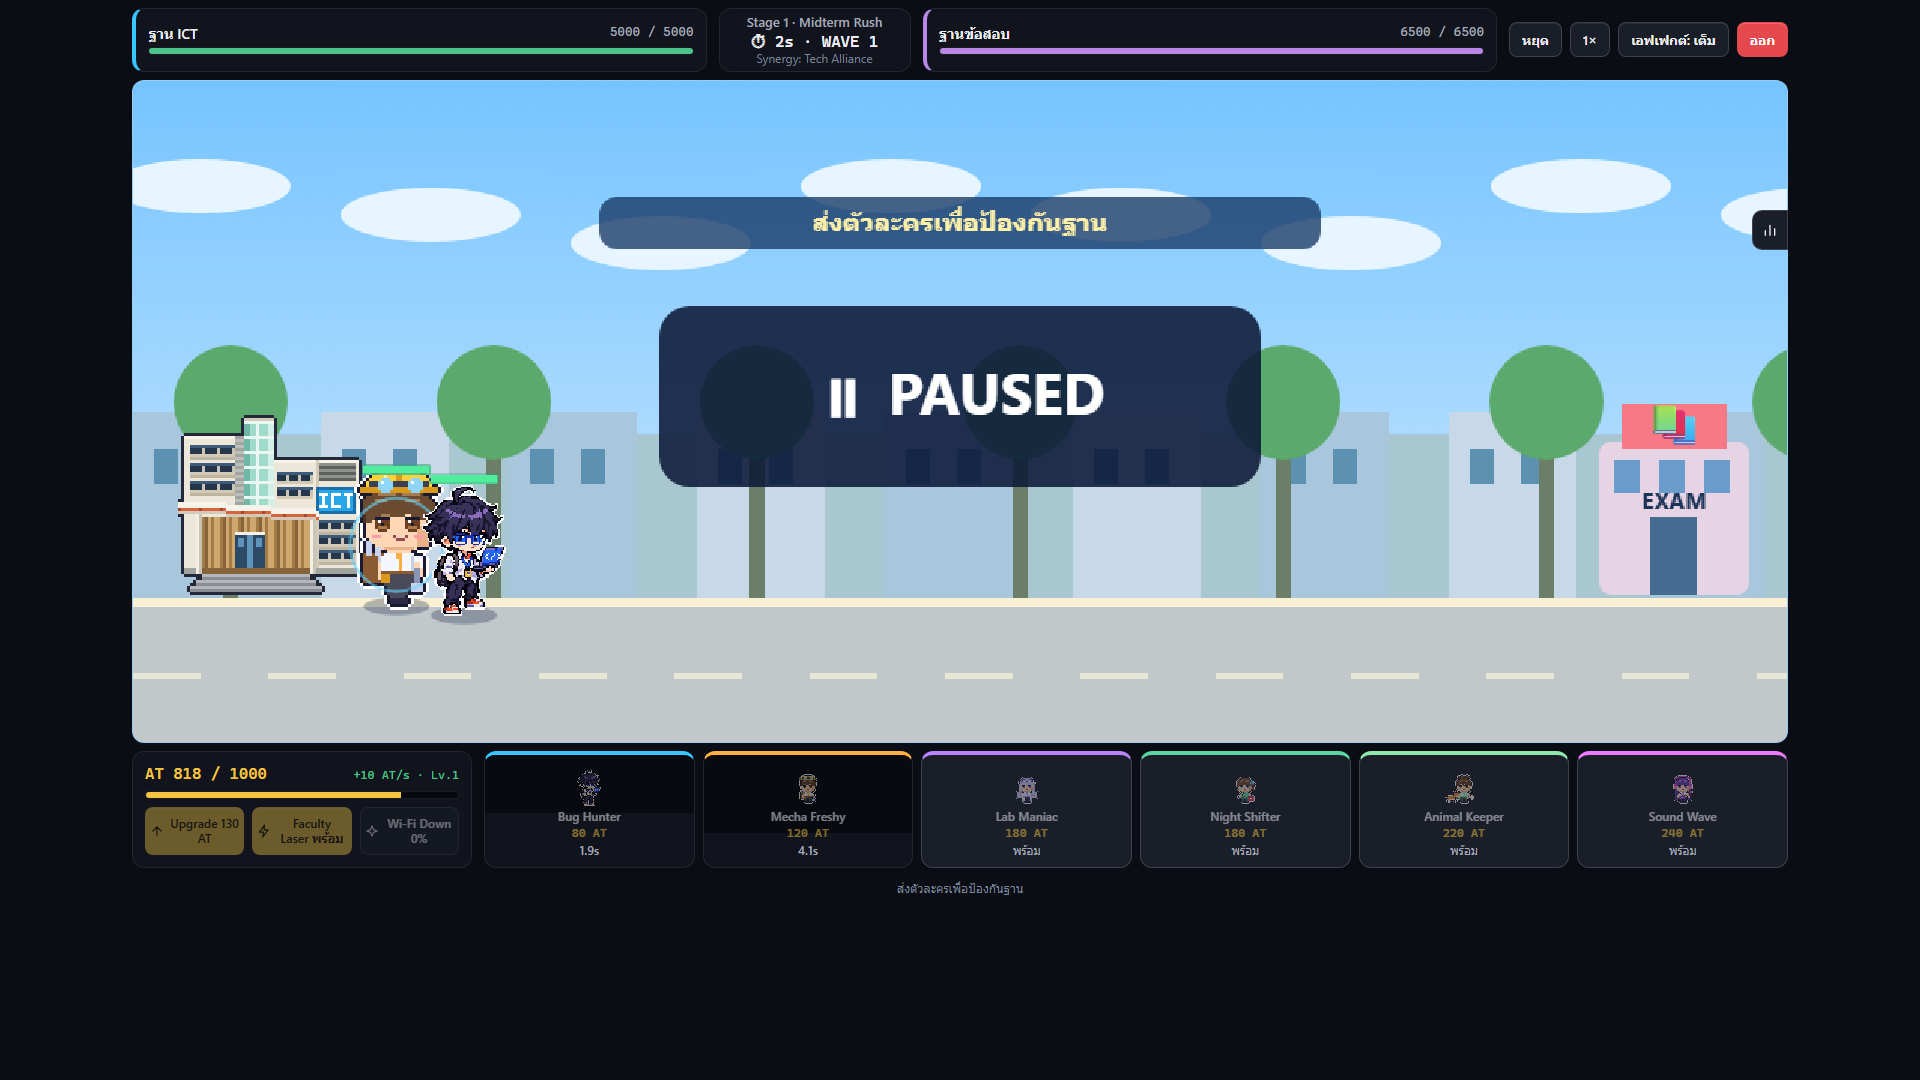 ฐาน ICT
5000 / 5000
Stage 1 · Midterm Rush
⏱ 2s · WAVE 1
Synergy: Tech Alliance
ฐานข้อสอบ
6500 / 6500
หยุด
1×
เอฟเฟกต์: เต็ม
ออก
ส่งตัวละครเพื่อป้องกันฐาน
⏸ PAUSED
ICT
EXAM
AT 818 / 1000
+10 AT/s · Lv.1
Upgrade 130
AT
Faculty
Laser พร้อม
Wi-Fi Down
0%
Bug Hunter
80 AT
1.9s
Mecha Freshy
120 AT
4.1s
Lab Maniac
180 AT
พร้อม
Night Shifter
180 AT
พร้อม
Animal Keeper
220 AT
พร้อม
Sound Wave
240 AT
พร้อม
ส่งตัวละครเพื่อป้องกันฐาน